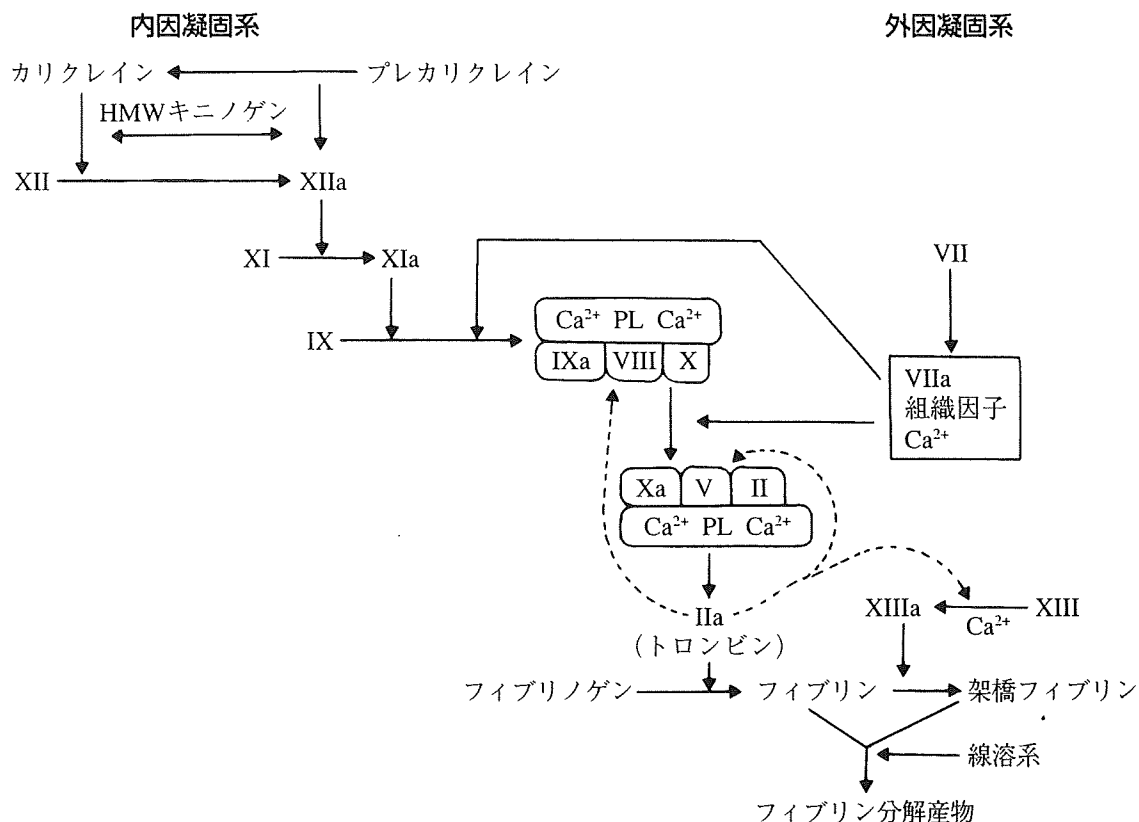 内因凝固系
外因凝固系
カリクレイン
プレカリクレイン
HMWキニノゲン
XII
XIIa
XI
XIa
VII
Ca²⁺ PL Ca²⁺
IX
IXa VIII X
VIIa
組織因子
Ca²⁺
Xa V II
Ca²⁺ PL Ca²⁺
IIa
(トロンビン)
XIIIa
XIII
Ca²⁺
フィブリノゲン
フィブリン
架橋フィブリン
線溶系
フィブリン分解産物